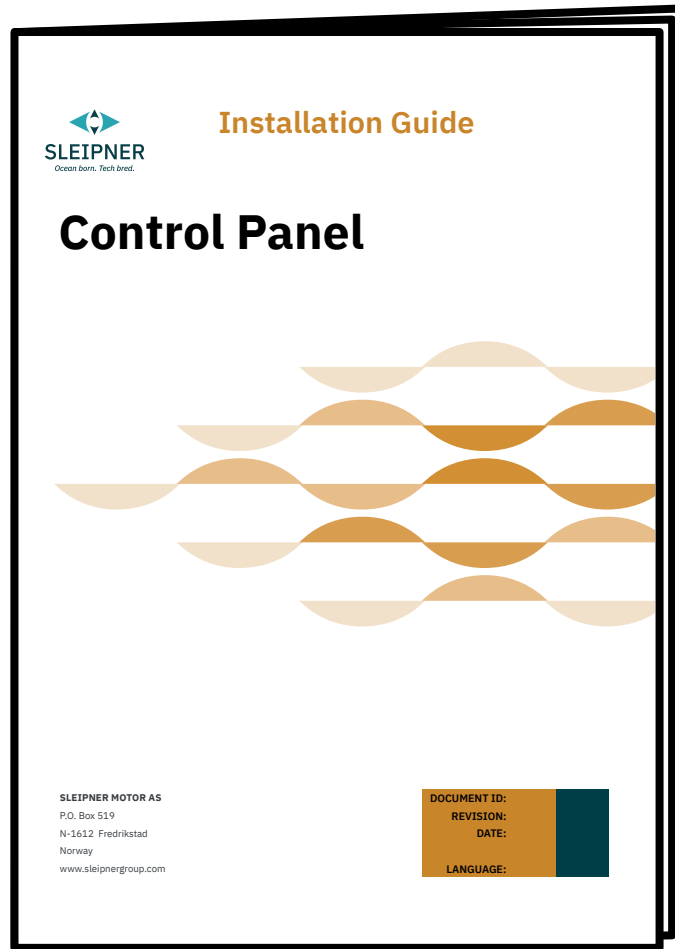 Installation Guide
SLEIPNER
Ocean born. Tech bred.
Control Panel
SLEIPNER MOTOR AS
P.O. Box 519
N-1612 Fredrikstad
Norway
www.sleipnergroup.com
DOCUMENT ID:
REVISION:
DATE:
LANGUAGE: